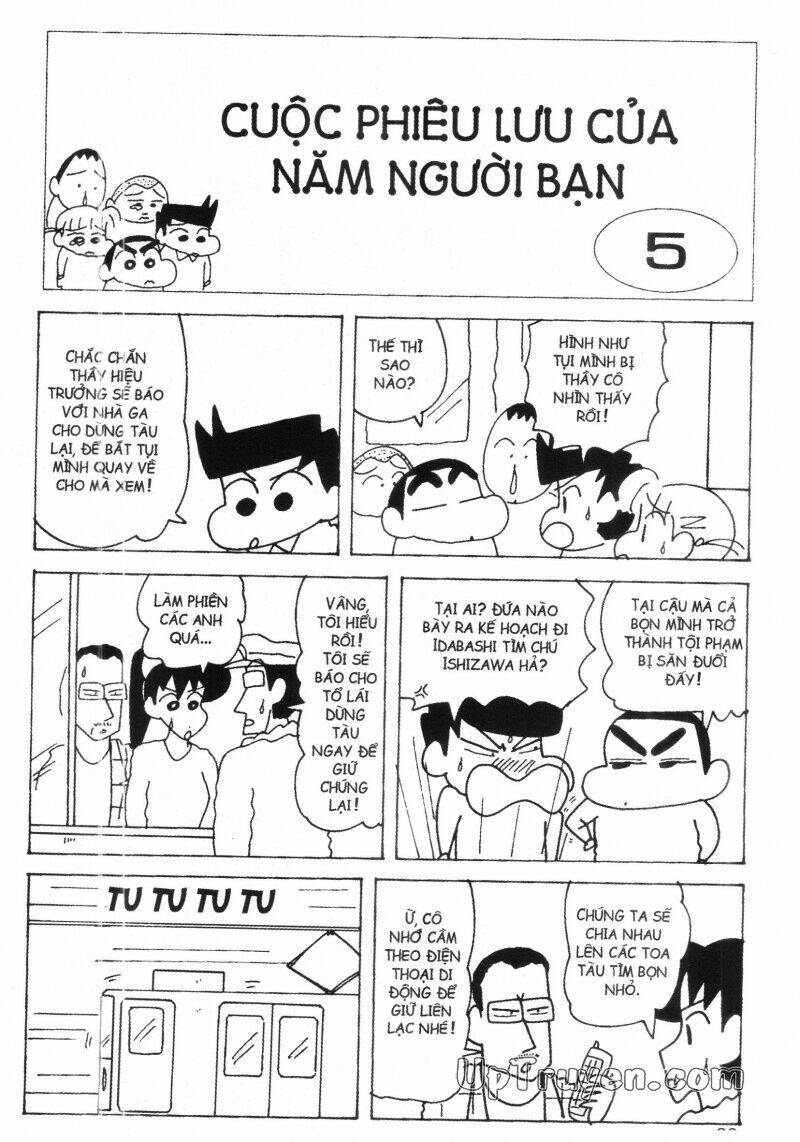 CUỘC PHIÊU LƯU CỦA
NĂM NGƯỜI BẠN
5
CHẮC CHẮN
THẦY HIỆU
TRƯỞNG SẼ BÁO
VỚI NHÀ GA
CHO DỪNG TÀU
LẠI, ĐỂ BẮT TỤI
MÌNH QUAY VỀ
CHO MÀ XEM!
THẾ THÌ
SAO
NÀO?
HÌNH NHƯ
TỤI MÌNH BỊ
THẦY CÔ
NHÌN THẤY
RỒI!
LÀM PHIỀN
CÁC ANH
QUÁ...
VÂNG,
TÔI HIỂU
RỒI!
TÔI SẼ
BÁO CHO
TỔ LÁI
DỪNG
TÀU
NGAY ĐỂ
GIỮ
CHÚNG
LẠI!
TẠI AI? ĐỨA NÀO
BÀY RA KẾ HOẠCH ĐI
IDABASHI TÌM CHÚ
ISHIZAWA HẢ?
TẠI CẬU MÀ CẢ
BỌN MÌNH TRỞ
THÀNH TỘI PHẠM
BỊ SĂN ĐUỔI
ĐẤY!
TU TU TU TU
Ừ, CÔ
NHỚ CẦM
THEO ĐIỆN
THOẠI DI
ĐỘNG ĐỂ
GIỮ LIÊN
LẠC NHÉ!
CHÚNG TA SẼ
CHIA NHAU
LÊN CÁC TOA
TÀU TÌM BỌN
NHỎ.
UpTruyen.com